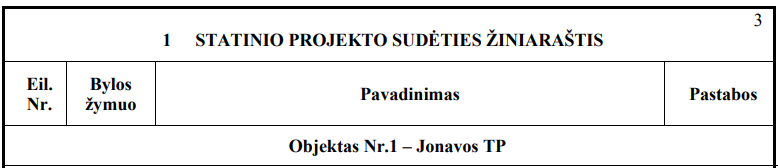 3
1 STATINIO PROJEKTO SUDĖTIES ŽINIARAŠTIS
Eil. Nr.
Bylos žymuo
Pavadinimas
Pastabos
Objektas Nr.1 – Jonavos TP